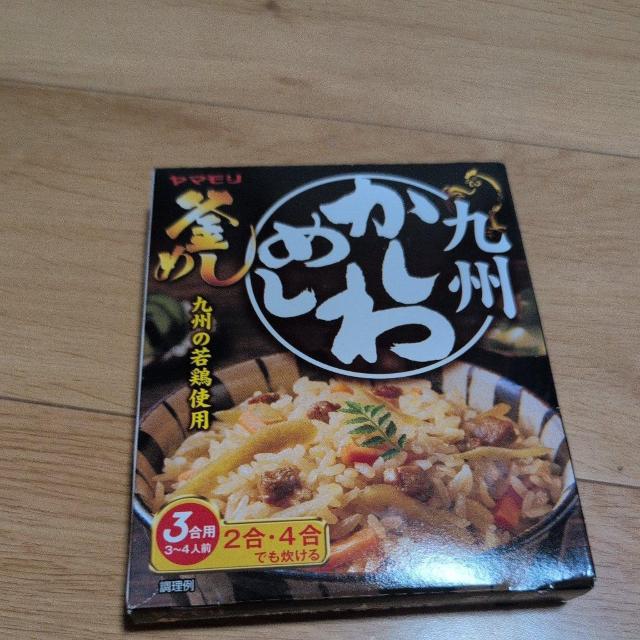 ヤマモリ
釜めし
九州
かしわ
めし
九州の若鶏使用
3合用
3~4人前
2合・4合
でも炊ける
調理例